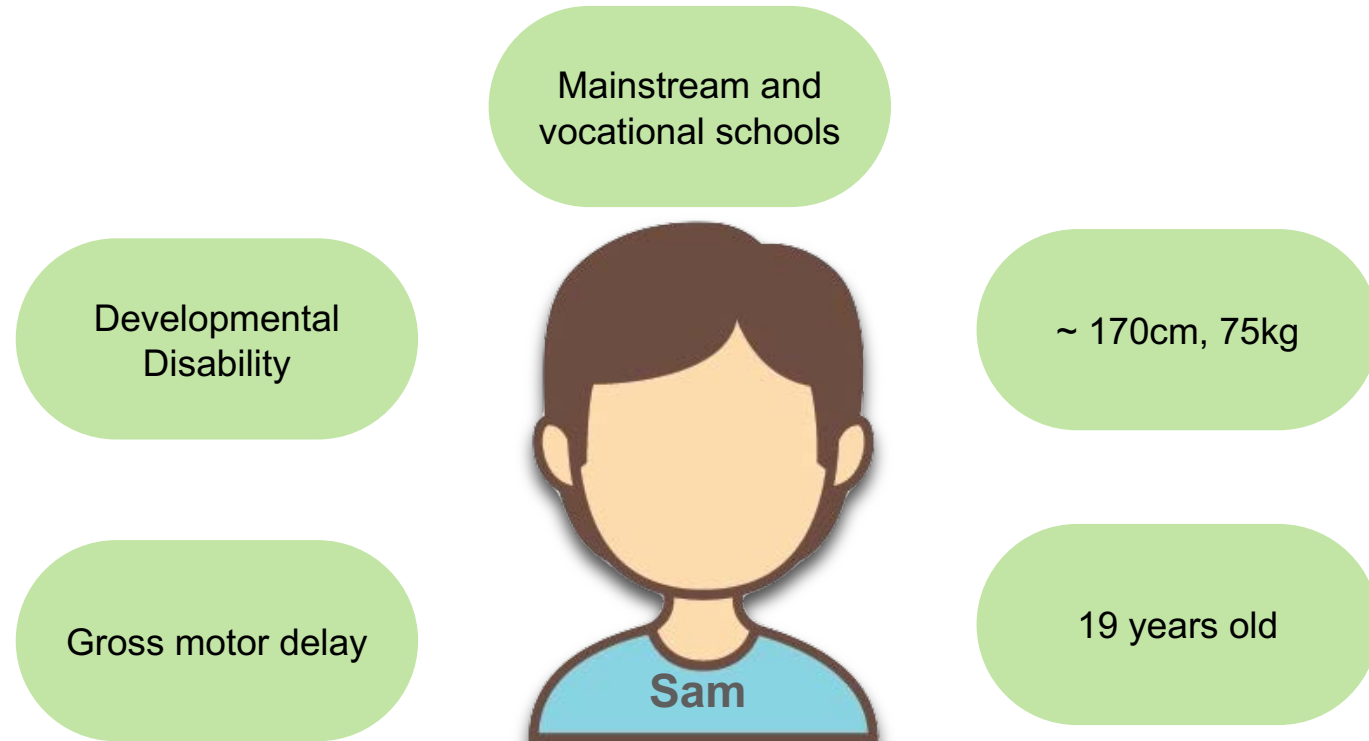 Mainstream and
vocational schools
Developmental
Disability
~ 170cm, 75kg
Gross motor delay
19 years old
Sam